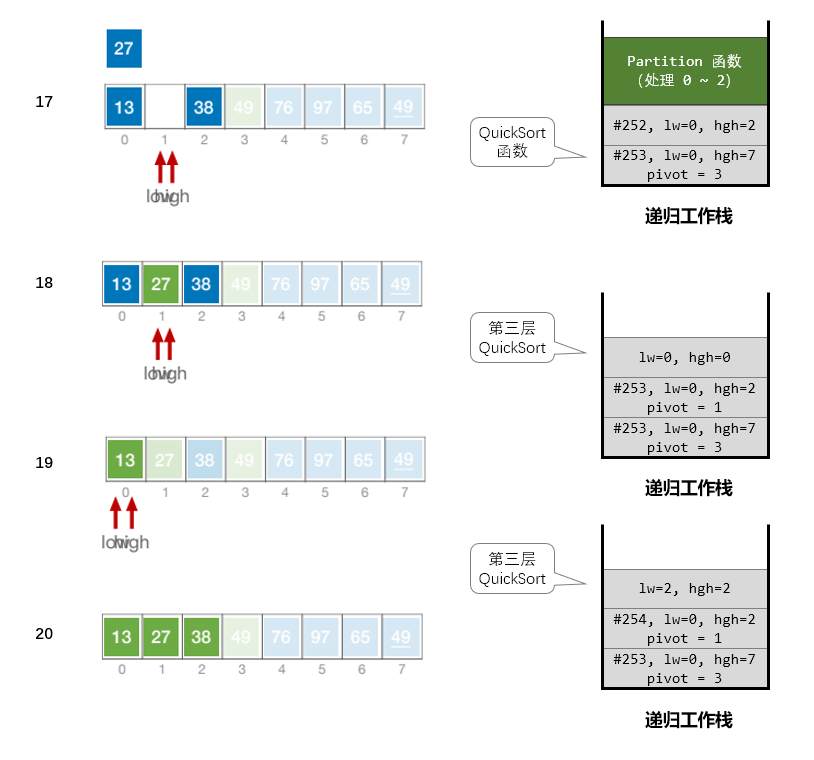 27
17
13 38 49 76 97 65 49
0 1 2 3 4 5 6 7
low high
QuickSort
函数
Partition 函数
(处理 0 ~ 2)
#252, lw=0, hgh=2
#253, lw=0, hgh=7
pivot = 3
递归工作栈
18
13 27 38 49 76 97 65 49
0 1 2 3 4 5 6 7
low high
第三层
QuickSort
lw=0, hgh=0
#253, lw=0, hgh=2
pivot = 1
#253, lw=0, hgh=7
pivot = 3
递归工作栈
19
13 27 38 49 76 97 65 49
0 1 2 3 4 5 6 7
low high
第三层
QuickSort
lw=2, hgh=2
#254, lw=0, hgh=2
pivot = 1
#253, lw=0, hgh=7
pivot = 3
递归工作栈
20
13 27 38 49 76 97 65 49
0 1 2 3 4 5 6 7